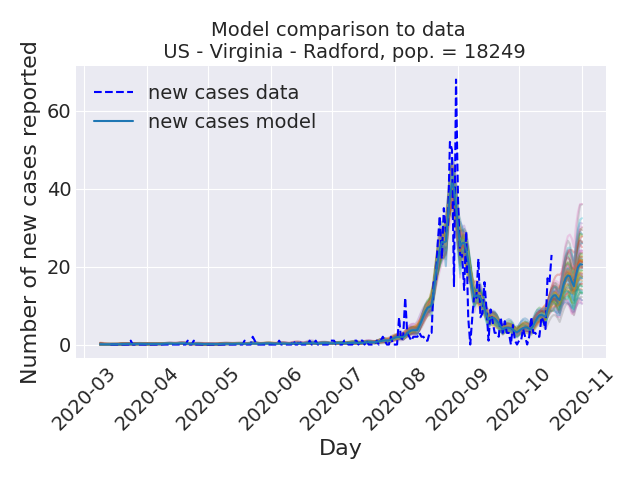 Model comparison to data
US - Virginia - Radford, pop. = 18249
Number of new cases reported
new cases data
new cases model
60
40
20
0
2020-03
2020-04
2020-05
2020-06
2020-07
2020-08
2020-09
2020-10
2020-11
Day